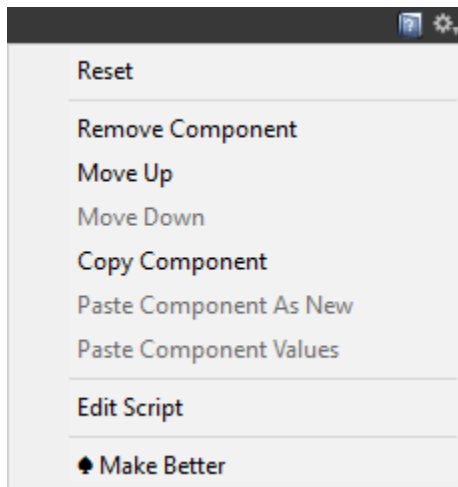 Reset
Remove Component
Move Up
Move Down
Copy Component
Paste Component As New
Paste Component Values
Edit Script
♠ Make Better